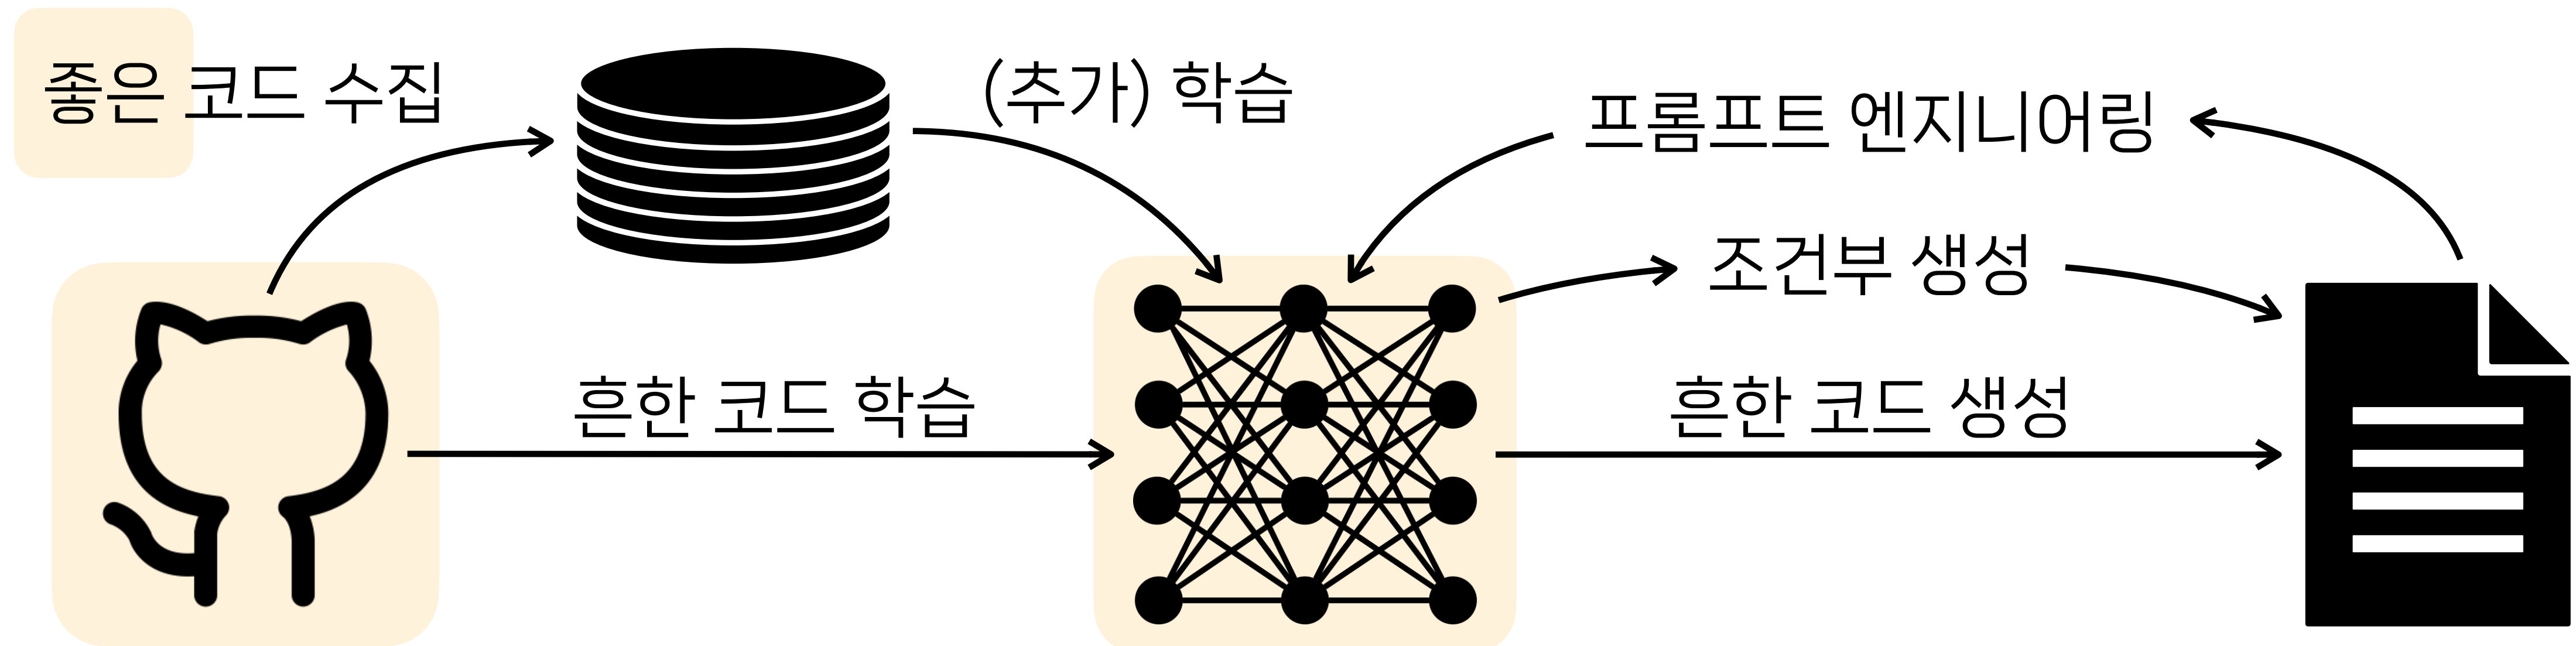 좋은 코드 수집
(추가) 학습
프롬프트 엔지니어링
조건부 생성
흔한 코드 학습
흔한 코드 생성